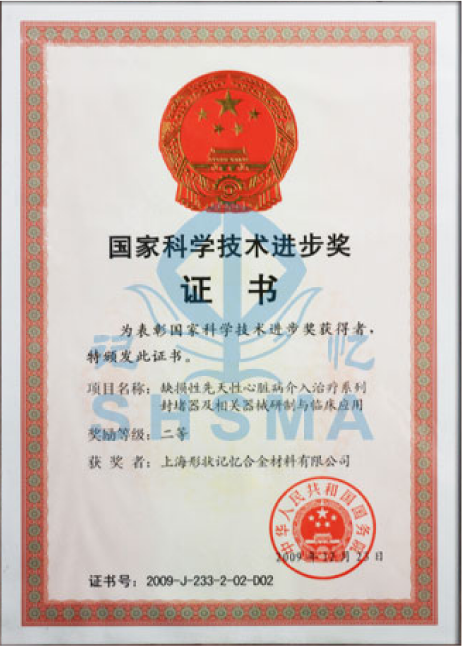 国家科学技术进步奖
证书
为表彰国家科学技术进步奖获得者，
特颁发此证书。
项目名称：缺损性先天性心脏病介入治疗系列
封堵器及相关器械研制与临床应用
奖励等级：二等
获奖者：上海形状记忆合金材料有限公司
中华人民共和国国务院
2009年12月23日
证书号：2009-J-233-2-02-D02
记忆
SHSMA